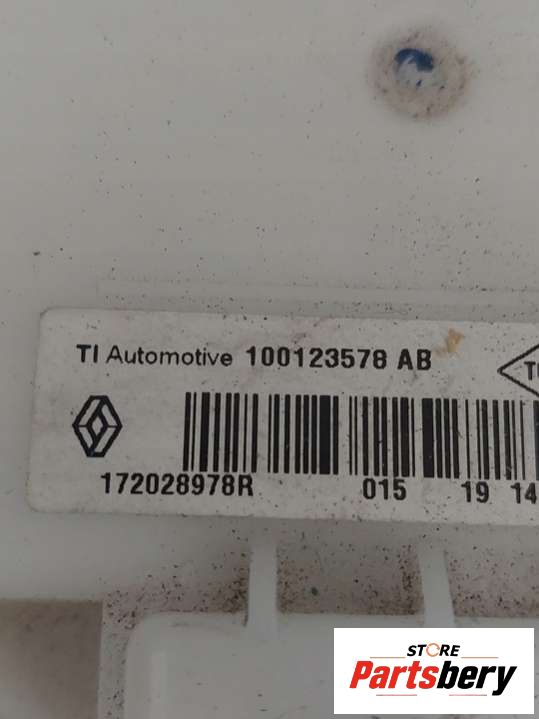 TI Automotive 100123578 AB
172028978R 015 19 14
STORE
Partsbery